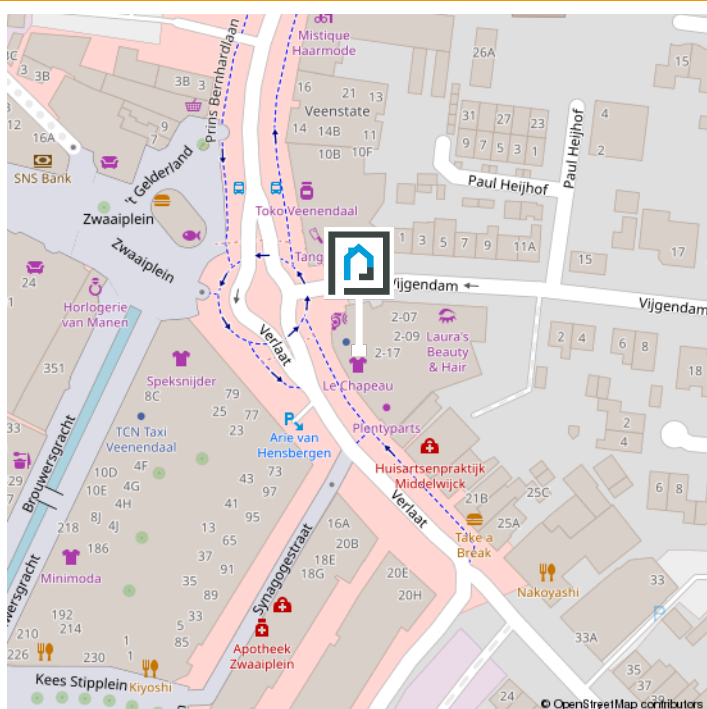 Mistique
Haarmode
26A
15
3C
3B
3B
3
Prins Bernhardlaan
16
21
13
Veenstate
12
16A
7
9
14
14B
11
10B
10F
31
27
23
9
7
5
3
1
4
2
SNS Bank
't Gelderland
Paul Heijhof
Paul Heijhof
Zwaaiplein
Zwaaiplein
Toko Veenendaal
Tang
1
3
5
7
9
11A
15
17
24
Horlogerie
van Manen
Vijgendam
Vijgendam
Verlaat
2-07
2-09
2-17
Laura's
Beauty
& Hair
2
4
6
8
18
351
Speksnijder
8C
79
25
77
23
Le Chapeau
Plentyparts
TCN Taxi
Veenendaal
Arie van
Hensbergen
2
4
33
29
Brouwersgracht
10D
4F
10E
4G
4H
8J
4J
43
73
41
95
13
65
Huisartsenpraktijk
Middelwijck
Verlaat
21B
25C
25A
6
8
218
186
Minimoda
37
67
91
35
89
33
5
85
Synagogestraat
16A
20B
18E
18G
20E
20H
Take a
Break
Nakoyashi
33
P
33A
192
210
214
226
230
1
1
Apotheek
Zwaaiplein
Kees Stipplein
Kiyoshi
24
35
37
39
© OpenStreetMap contributors